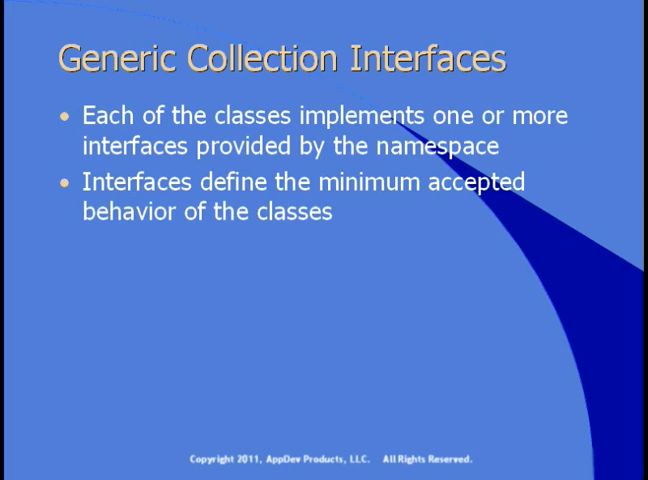 Generic Collection Interfaces
• Each of the classes implements one or more
interfaces provided by the namespace
• Interfaces define the minimum accepted
behavior of the classes
Copyright 2011, AppDev Products, LLC. All Rights Reserved.